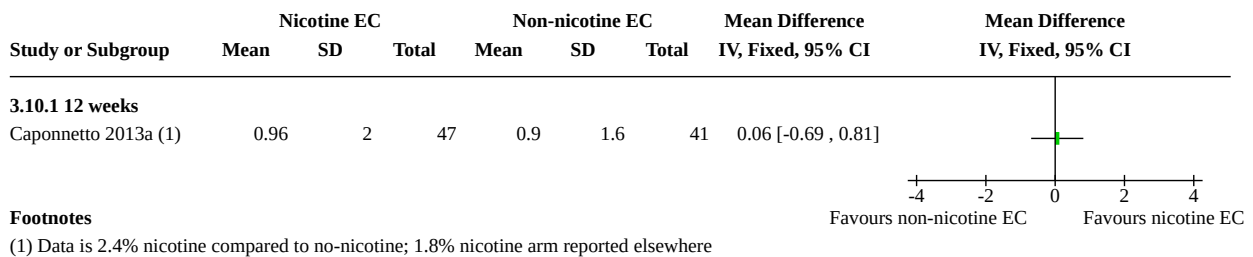 Nicotine EC Non-nicotine EC Mean Difference Mean Difference
Study or Subgroup Mean SD Total Mean SD Total IV, Fixed, 95% CI IV, Fixed, 95% CI
3.10.1 12 weeks
Caponnetto 2013a (1) 0.96 2 47 0.9 1.6 41 0.06 [-0.69 , 0.81]
-4 -2 0 2 4
Footnotes Favours non-nicotine EC Favours nicotine EC
(1) Data is 2.4% nicotine compared to no-nicotine; 1.8% nicotine arm reported elsewhere